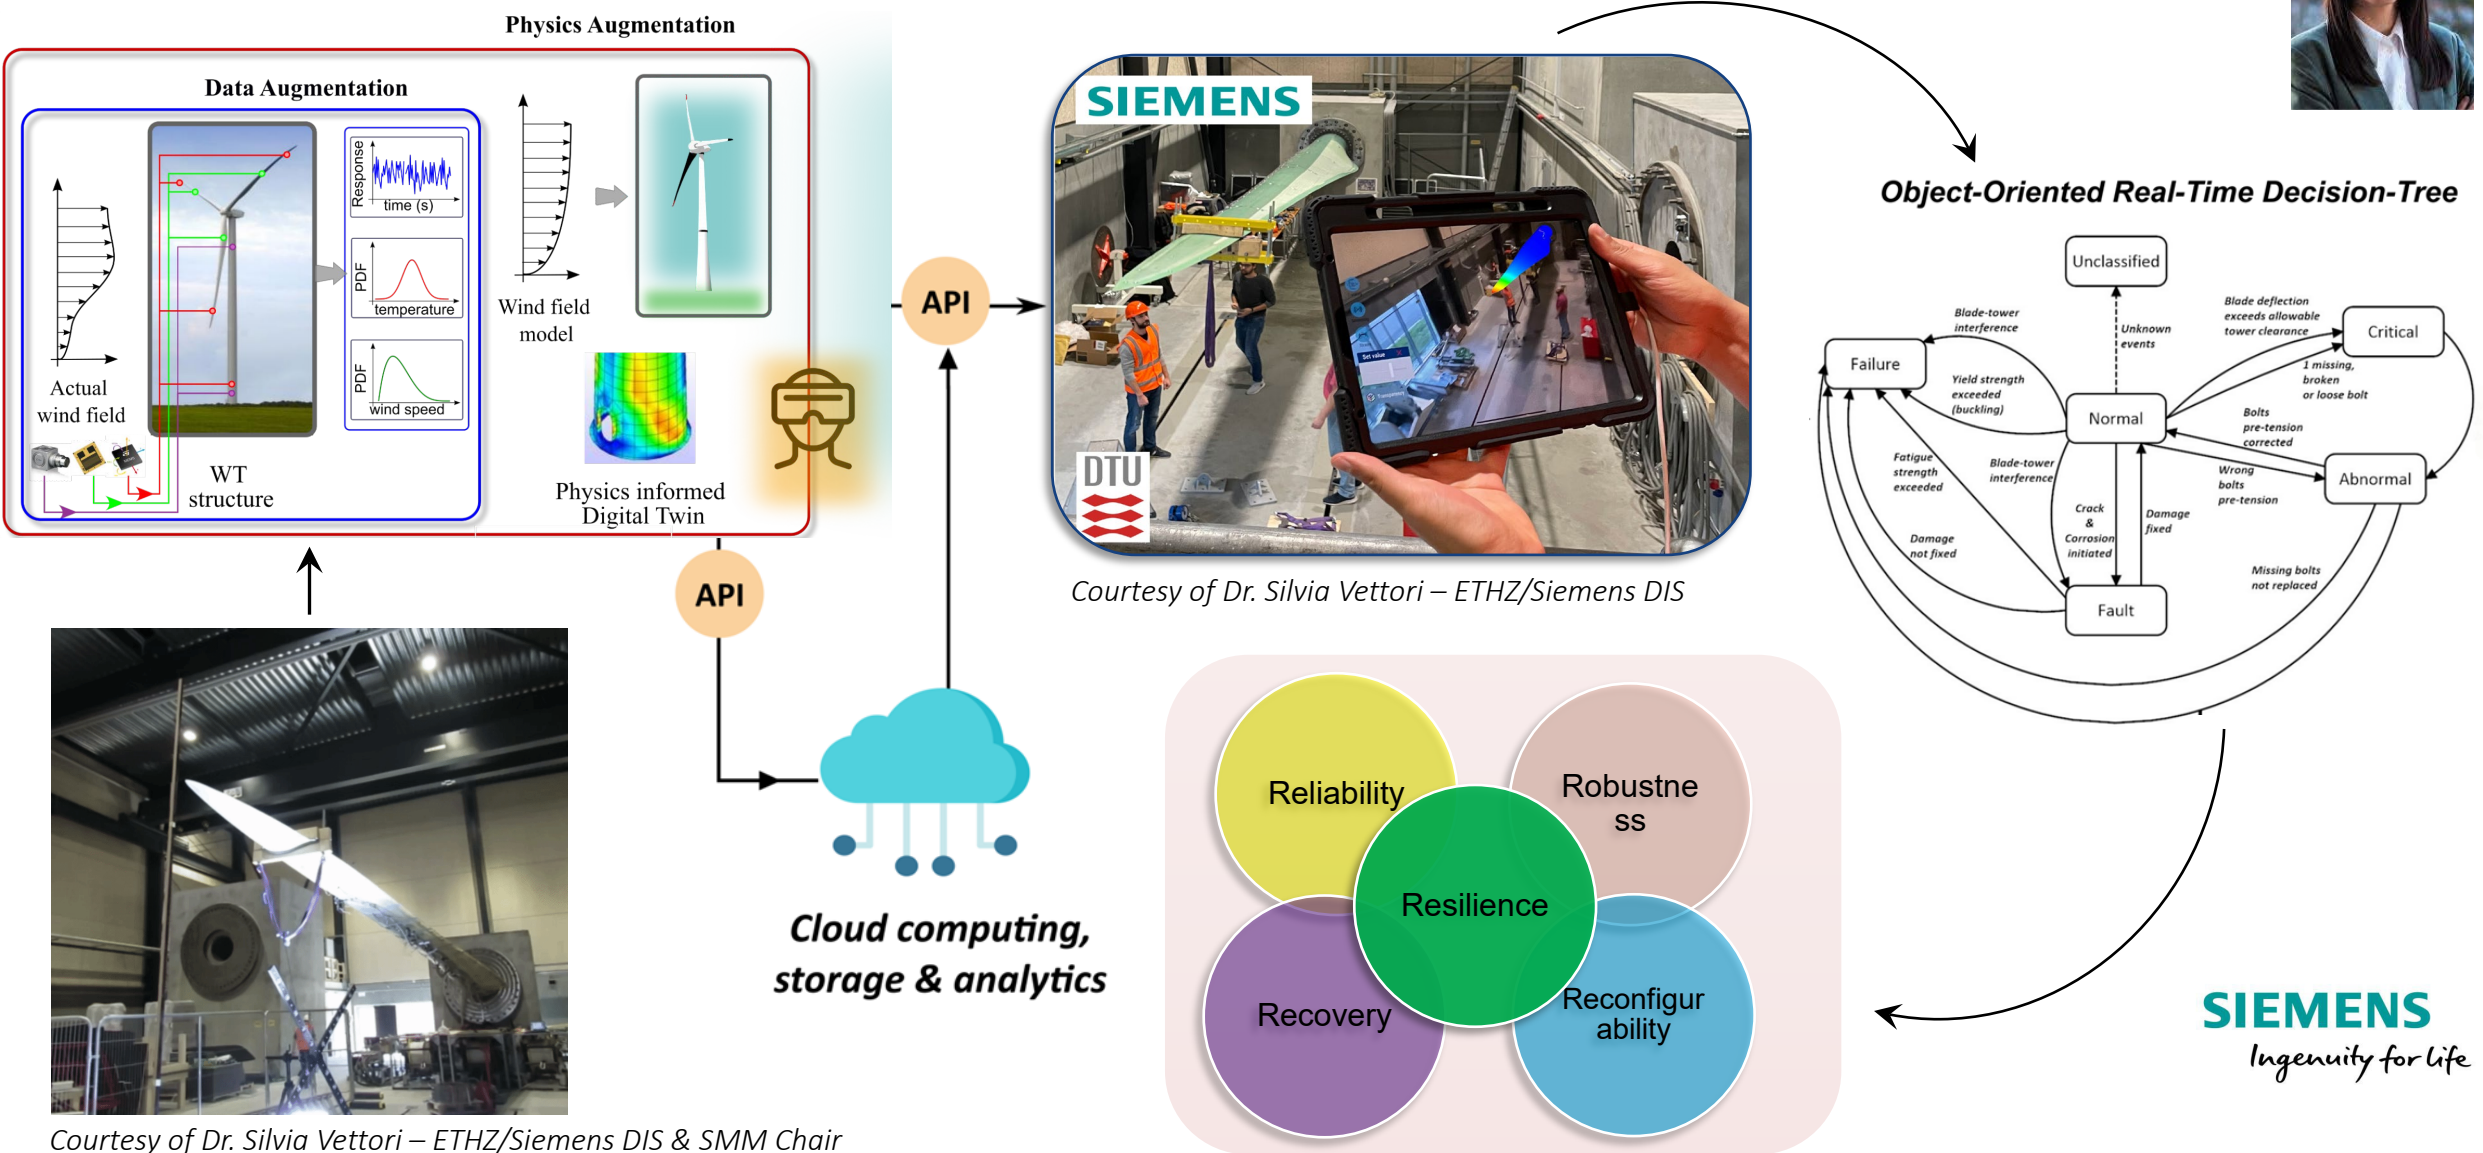 Physics Augmentation
Data Augmentation
Response
time (s)
PDF
temperature
PDF
wind speed
Actual
wind field
WT
structure
Wind field
model
Physics informed
Digital Twin
API
API
SIEMENS
Set value
Transparency
DTU
Courtesy of Dr. Silvia Vettori – ETHZ/Siemens DIS
Object-Oriented Real-Time Decision-Tree
Unclassified
Blade-tower
interference
Unknown
events
Blade deflection
exceeds allowable
tower clearance
Critical
Failure
1 missing,
broken
or loose bolt
Yield strength
exceeded
(buckling)
Normal
Bolts
pre-tension
corrected
Fatigue
strength
exceeded
Blade-tower
interference
Wrong
bolts
pre-tension
Abnormal
Crack
&
Corrosion
initiated
Damage
fixed
Damage
not fixed
Missing bolts
not replaced
Fault
Cloud computing,
storage & analytics
Reliability
Robustne
ss
Resilience
Recovery
Reconfigur
ability
SIEMENS
Ingenuity for life
Courtesy of Dr. Silvia Vettori – ETHZ/Siemens DIS & SMM Chair